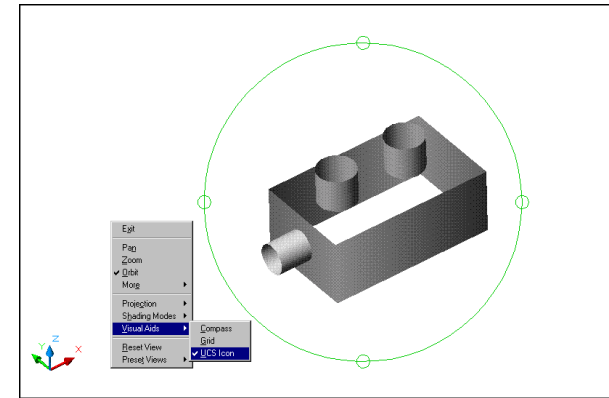 Exit
Pan
Zoom
Orbit
More
Projection
Shading Modes
Visual Aids
Compass
Grid
UCS Icon
Reset View
Preset Views
Z
Y
X